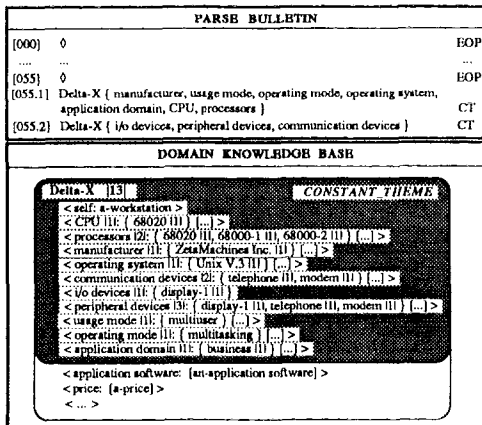 PARSE BULLETIN
[000] ◊ EOP
.... ... ...
[055] ◊ EOP
[055.1] Delta-X { manufacturer, usage mode, operating mode, operating system,
application domain, CPU, processors } CT
[055.2] Delta-X { i/o devices, peripheral devices, communication devices } CT
DOMAIN KNOWLEDGE BASE
Delta-X |13| CONSTANT_THEME
< self: a-workstation >
< CPU |1|: { 68020 |1| } [...] >
< processors |2|: { 68020 |1|, 68000-1 |1|, 68000-2 |1| } [...] >
< manufacturer |1|: { ZetaMachines Inc. |1| } [...] >
< operating system |1|: { Unix V.3 |1| } [...] >
< communication devices |2|: { telephone |1|, modem |1| } [...] >
< i/o devices |1|: { display-1 |1| } >
< peripheral devices |3|: { display-1 |1|, telephone |1|, modem |1| } [...] >
< usage mode |1|: { multiuser } [...] >
< operating mode |1|: { multitasking } [...] >
< application domain |1|: { business |1| } [...] >
< application software: [an-application software] >
< price: [a-price] >
< ... >